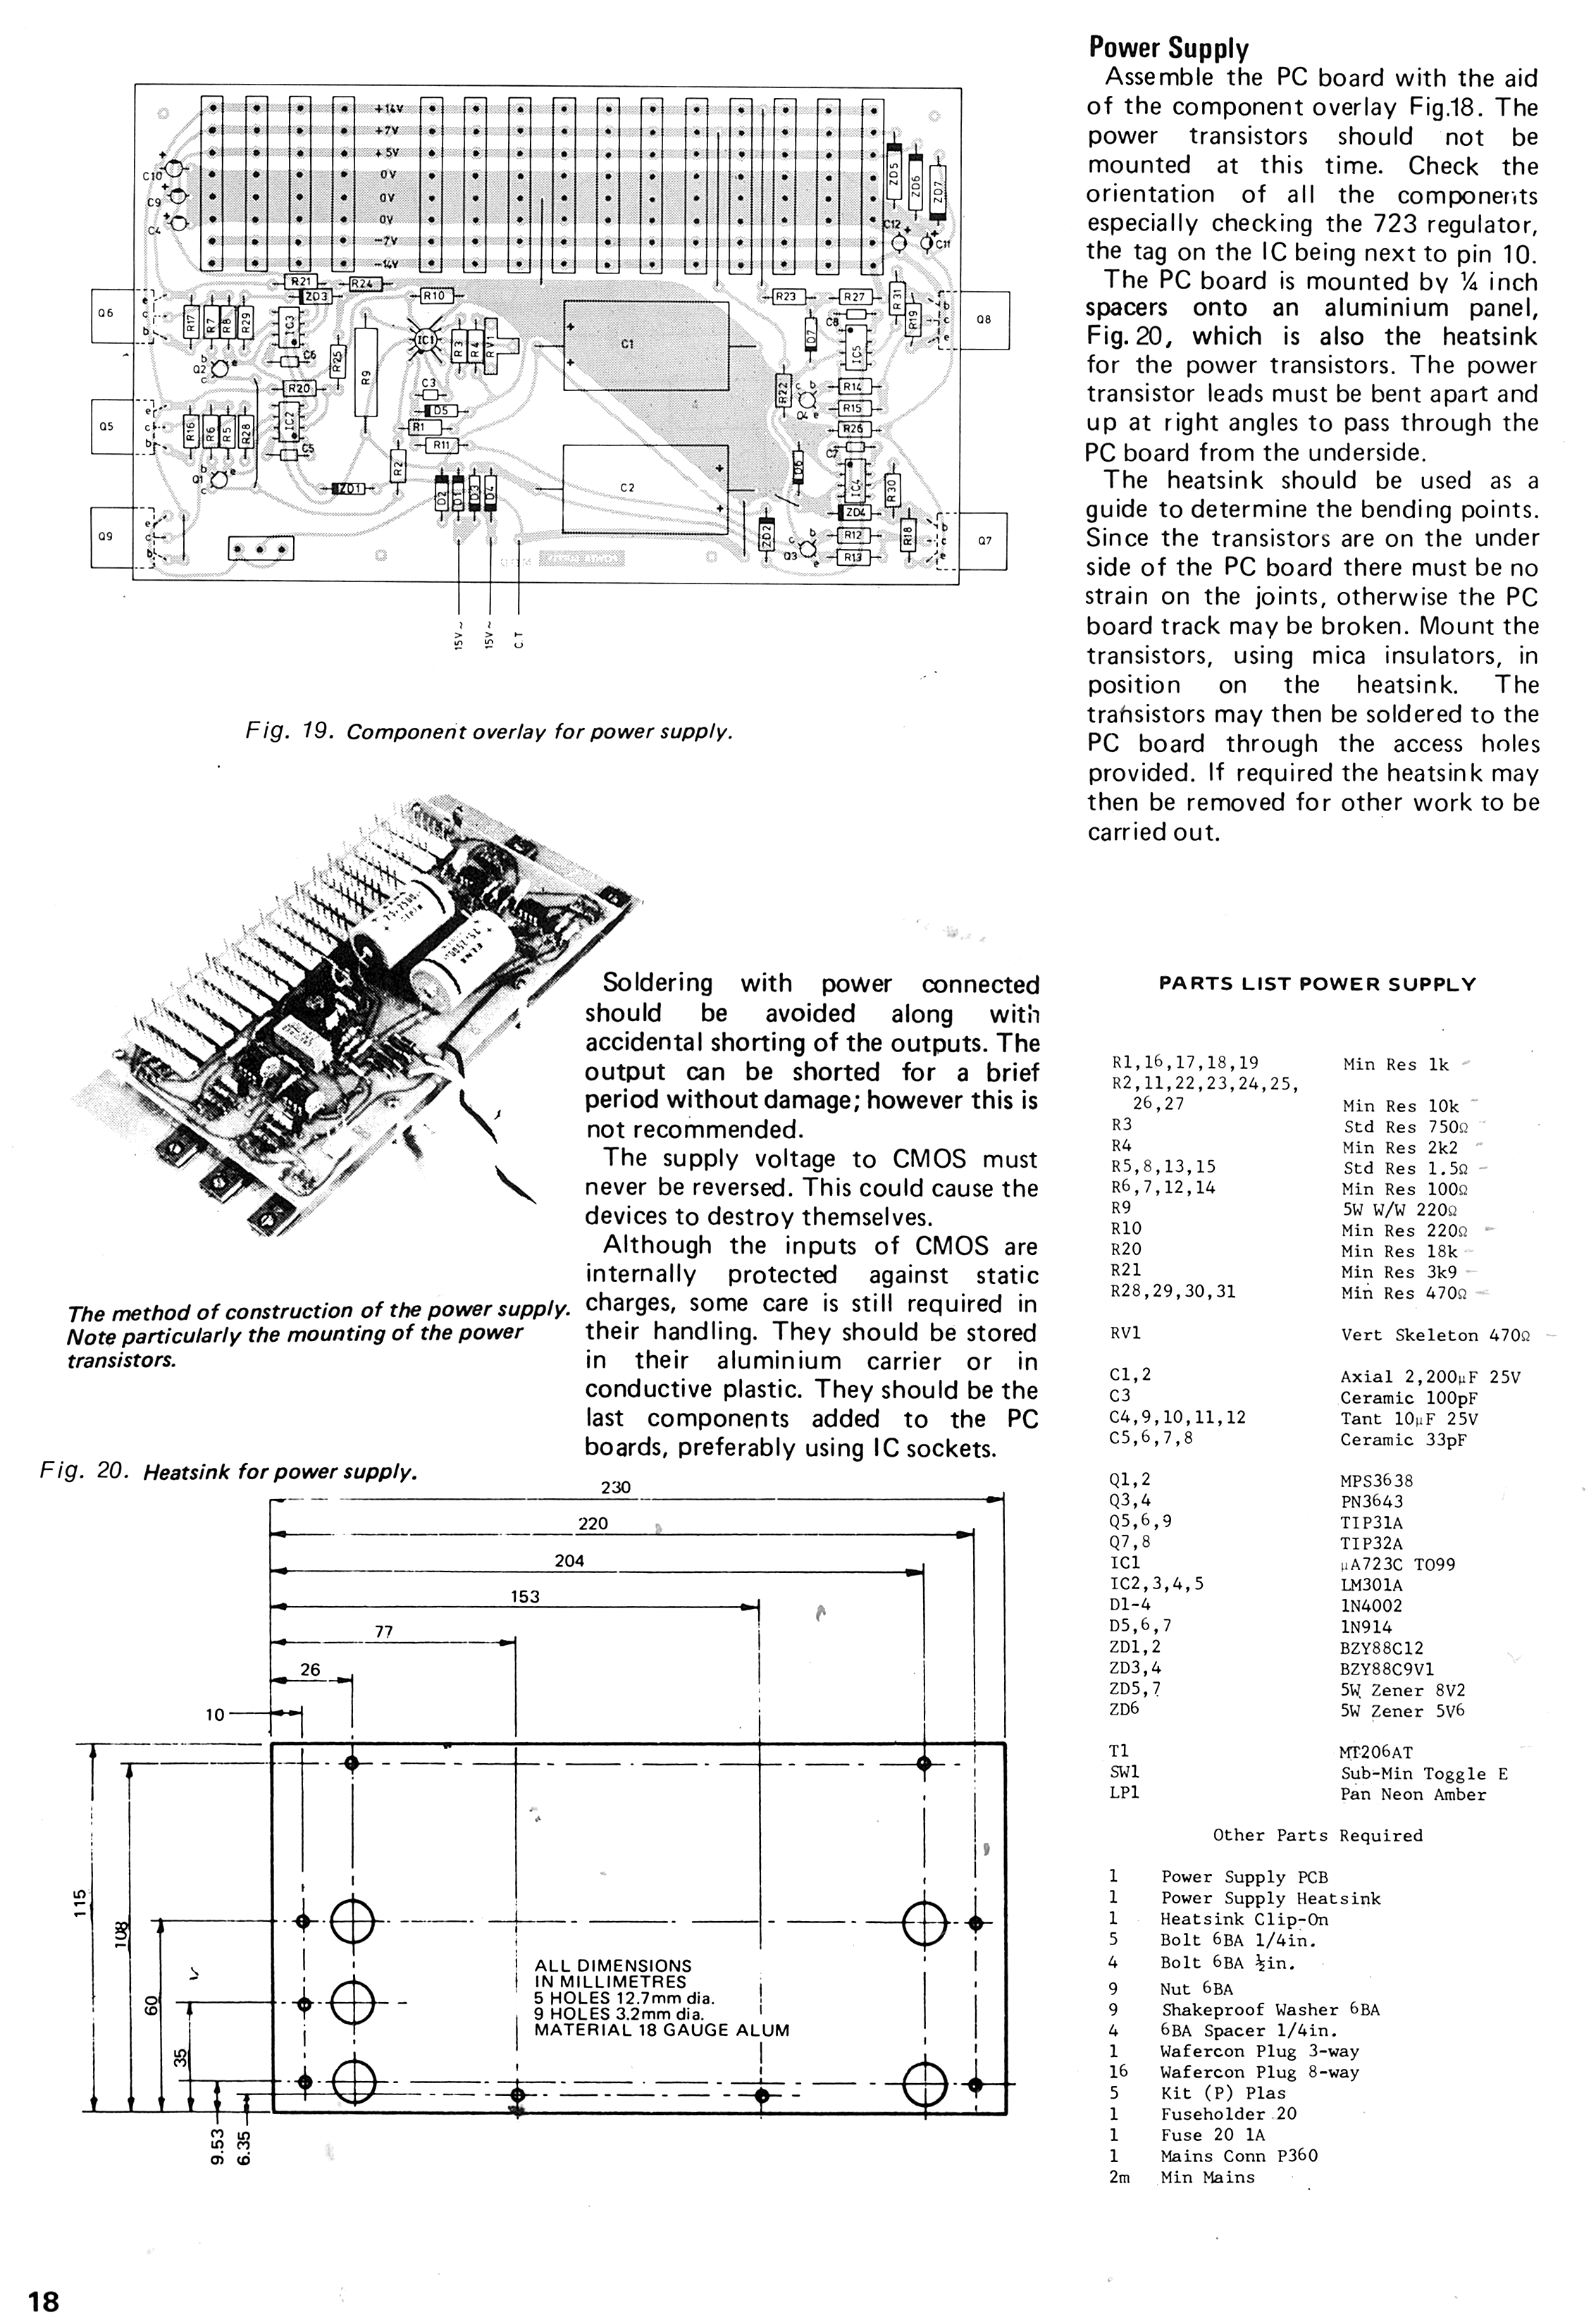 Power Supply
Assemble the PC board with the aid
of the component overlay Fig.18. The
power transistors should not be
mounted at this time. Check the
orientation of all the components
especially checking the 723 regulator,
the tag on the IC being next to pin 10.
The PC board is mounted by ¼ inch
spacers onto an aluminium panel,
Fig. 20, which is also the heatsink
for the power transistors. The power
transistor leads must be bent apart and
up at right angles to pass through the
PC board from the underside.
The heatsink should be used as a
guide to determine the bending points.
Since the transistors are on the under
side of the PC board there must be no
strain on the joints, otherwise the PC
board track may be broken. Mount the
transistors, using mica insulators, in
position on the heatsink. The
transistors may then be soldered to the
PC board through the access holes
provided. If required the heatsink may
then be removed for other work to be
carried out.
+14V
+7V
+5V
0V
0V
0V
-7V
-14V
C10
C9
C4
ZD5
ZD6
ZD7
C12
C11
R21
ZD3
R24
R10
R23
R27
R31
R19
Q6
e
c
b
R17
R7
R8
R29
IC3
C6
R25
R9
IC1
R3
R4
RV1
C1
D7
C8
IC5
b
c
e
Q8
b
Q2
e
c
R20
C3
D5
R1
R11
R22
c
b
Q4
e
R14
R15
R26
Q5
e
c
b
R16
R6
R5
R28
IC2
C5
R2
C2
D6
C7
IC4
R30
b
Q1
e
c
ZD1
D2
D1
D3
D4
ZD4
Q9
e
c
b
ZD2
c
b
Q3
e
R12
R13
R18
b
c
e
Q7
15V~
15V~
CT
Fig. 19. Component overlay for power supply.
Soldering with power connected
should be avoided along with
accidental shorting of the outputs. The
output can be shorted for a brief
period without damage; however this is
not recommended.
The supply voltage to CMOS must
never be reversed. This could cause the
devices to destroy themselves.
Although the inputs of CMOS are
internally protected against static
charges, some care is still required in
their handling. They should be stored
in their aluminium carrier or in
conductive plastic. They should be the
last components added to the PC
boards, preferably using IC sockets.
The method of construction of the power supply.
Note particularly the mounting of the power
transistors.
Fig. 20. Heatsink for power supply.
230
220
204
153
77
26
10
115
108
60
35
9.53
6.35
ALL DIMENSIONS
IN MILLIMETRES
5 HOLES 12.7mm dia.
9 HOLES 3.2mm dia.
MATERIAL 18 GAUGE ALUM
PARTS LIST POWER SUPPLY
R1,16,17,18,19 Min Res 1k
R2,11,22,23,24,25,
26,27 Min Res 10k
R3 Std Res 750Ω
R4 Min Res 2k2
R5,8,13,15 Std Res 1.5Ω
R6,7,12,14 Min Res 100Ω
R9 5W W/W 220Ω
R10 Min Res 220Ω
R20 Min Res 18k
R21 Min Res 3k9
R28,29,30,31 Min Res 470Ω
RV1 Vert Skeleton 470Ω
C1,2 Axial 2,200µF 25V
C3 Ceramic 100pF
C4,9,10,11,12 Tant 10µF 25V
C5,6,7,8 Ceramic 33pF
Q1,2 MPS3638
Q3,4 PN3643
Q5,6,9 TIP31A
Q7,8 TIP32A
IC1 µA723C TO99
IC2,3,4,5 LM301A
D1-4 1N4002
D5,6,7 1N914
ZD1,2 BZY88C12
ZD3,4 BZY88C9V1
ZD5,7 5W Zener 8V2
ZD6 5W Zener 5V6
T1 MT206AT
SW1 Sub-Min Toggle E
LP1 Pan Neon Amber
Other Parts Required
1 Power Supply PCB
1 Power Supply Heatsink
1 Heatsink Clip-On
5 Bolt 6BA 1/4in.
4 Bolt 6BA ½in.
9 Nut 6BA
9 Shakeproof Washer 6BA
4 6BA Spacer 1/4in.
1 Wafercon Plug 3-way
16 Wafercon Plug 8-way
5 Kit (P) Plas
1 Fuseholder 20
1 Fuse 20 1A
1 Mains Conn P360
2m Min Mains
18